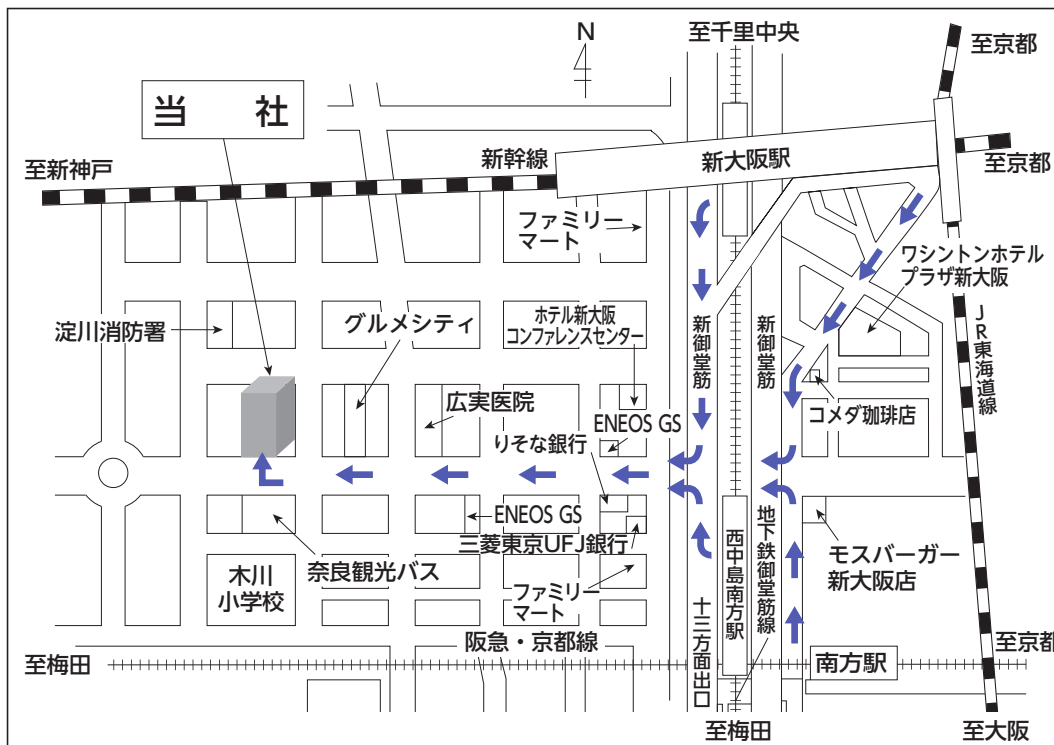 N
至千里中央
至京都
当 社
至新神戸
新幹線
新大阪駅
至京都
ファミリー
マート
ワシントンホテル
プラザ新大阪
淀川消防署
グルメシティ
ホテル新大阪
コンファレンスセンター
新御堂筋
新御堂筋
JR東海道線
広実医院
ENEOS GS
りそな銀行
コメダ珈琲店
ENEOS GS
三菱東京UFJ銀行
奈良観光バス
木川
小学校
ファミリー
マート
西中島南方駅
地下鉄御堂筋線
モスバーガー
新大阪店
十三方面出口
阪急・京都線
至梅田
南方駅
至京都
至梅田
至大阪